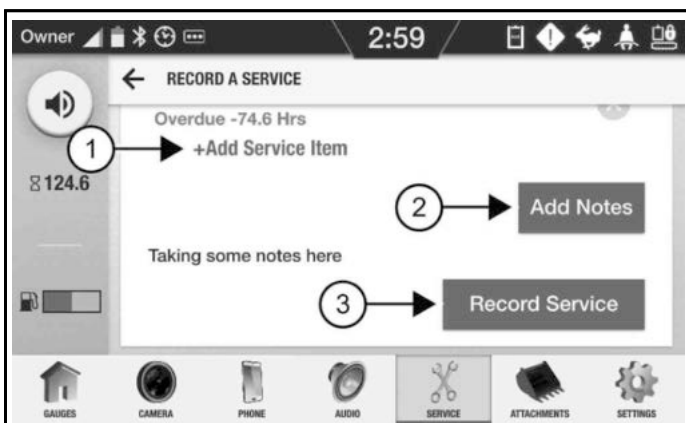 Owner 2:59
RECORD A SERVICE
Overdue -74.6 Hrs
1
+Add Service Item
124.6
2
Add Notes
Taking some notes here
3
Record Service
GAUGES CAMERA PHONE AUDIO SERVICE ATTACHMENTS SETTINGS